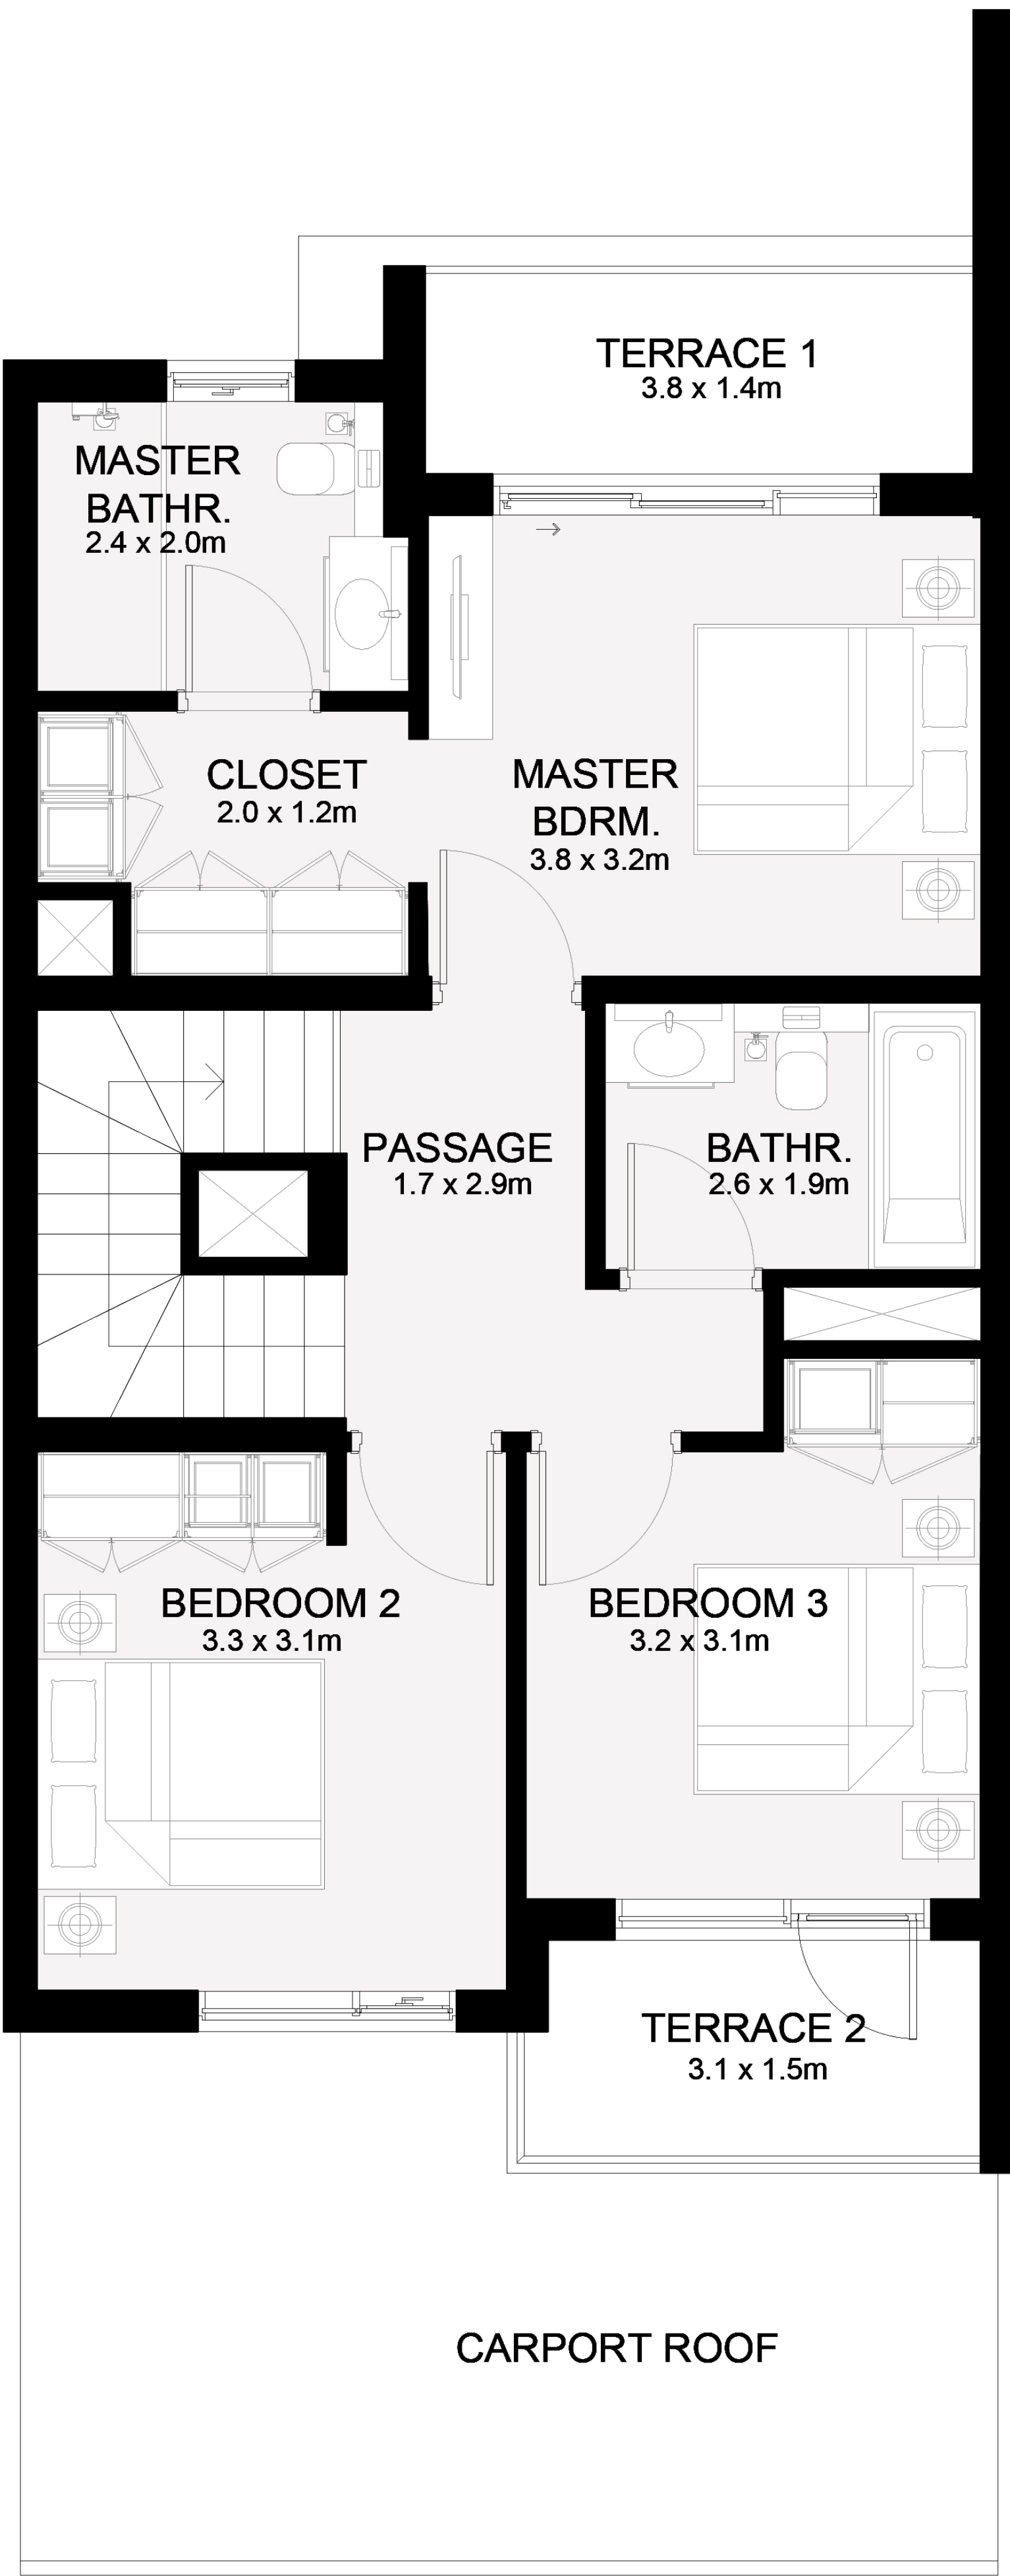 TERRACE 1
3.8 x 1.4m
MASTER
BATHR.
2.4 x 2.0m
CLOSET
2.0 x 1.2m
MASTER
BDRM.
3.8 x 3.2m
PASSAGE
1.7 x 2.9m
BATHR.
2.6 x 1.9m
BEDROOM 2
3.3 x 3.1m
BEDROOM 3
3.2 x 3.1m
TERRACE 2
3.1 x 1.5m
CARPORT ROOF